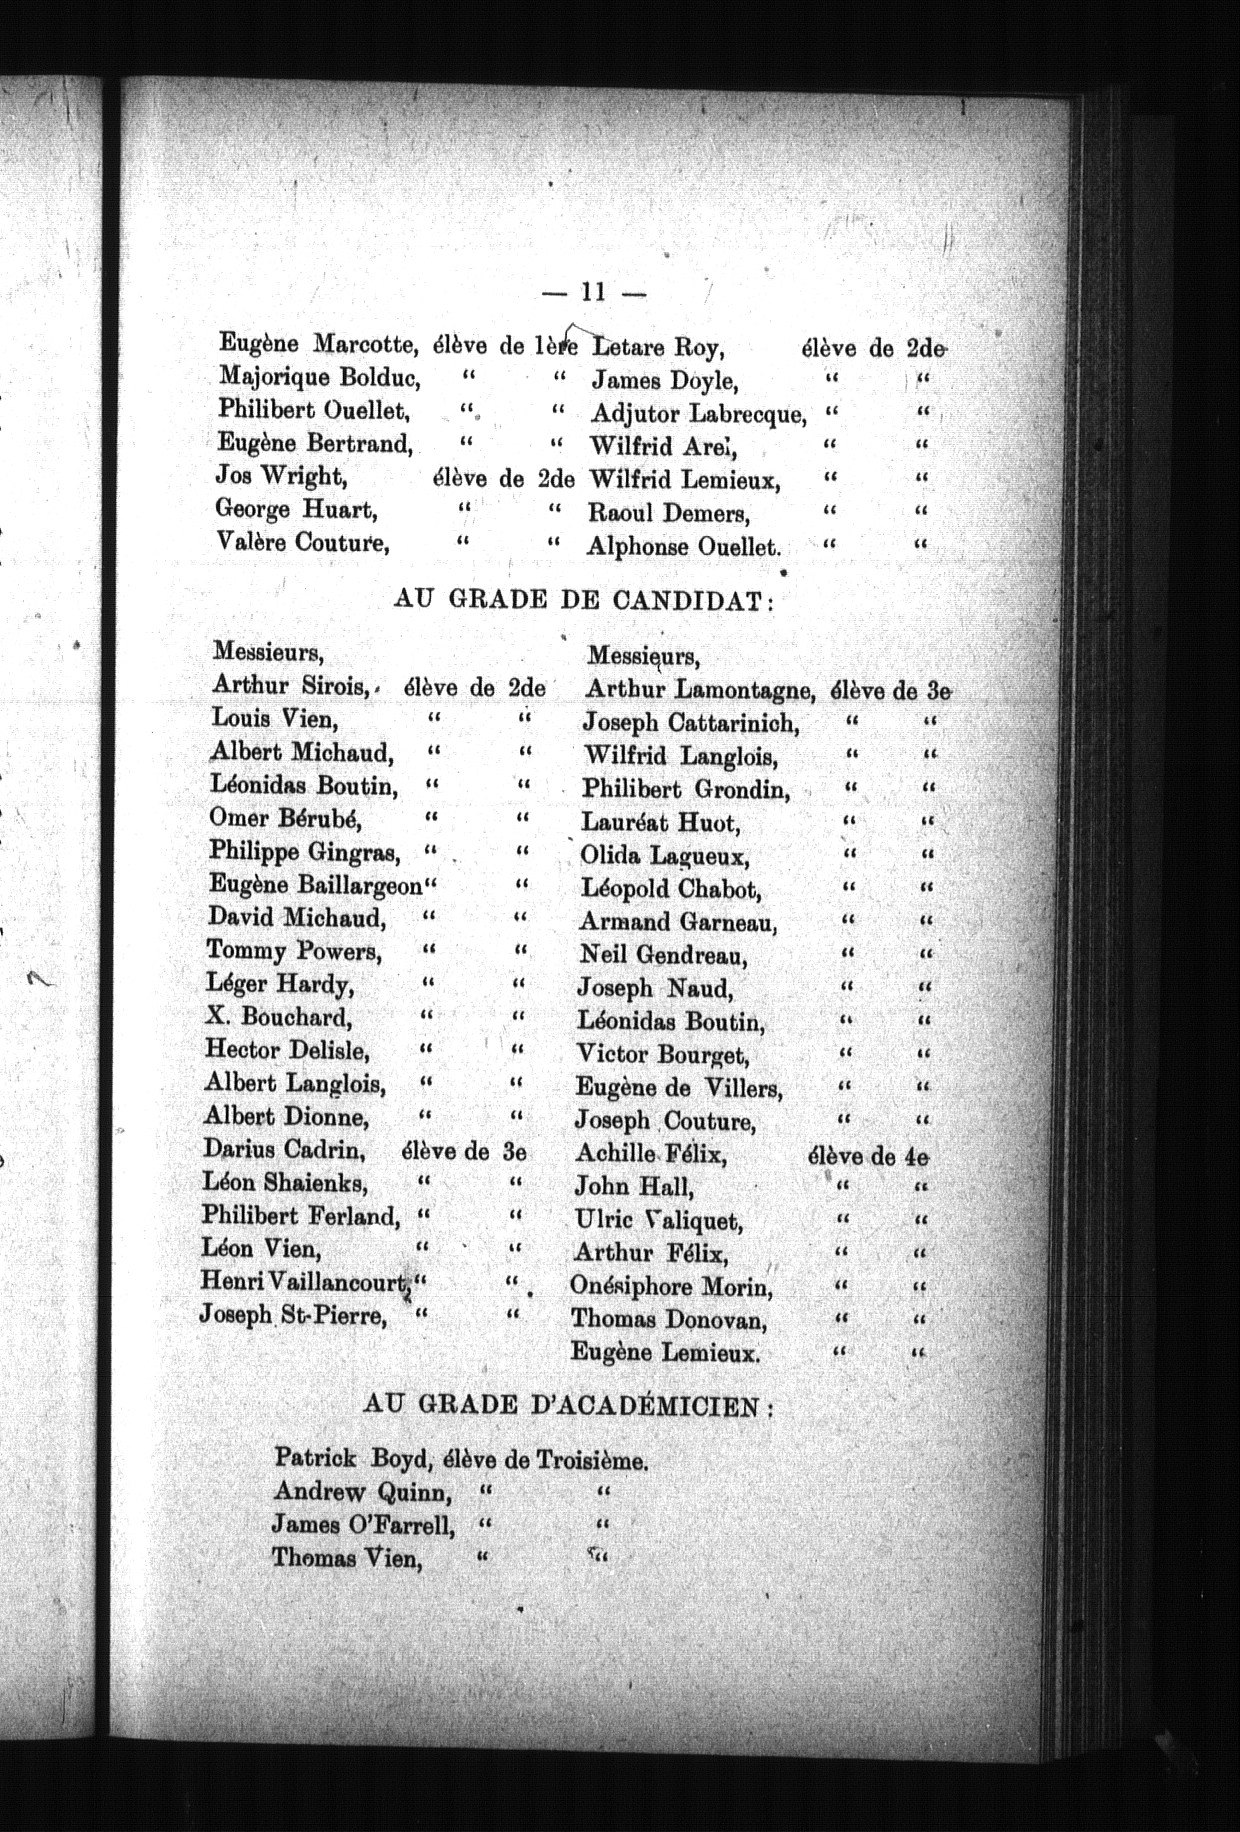 — 11 —
Eugène Marcotte, élève de 1ère Letare Roy, élève de 2de
Majorique Bolduc, “ “ James Doyle, “ “
Philibert Ouellet, “ “ Adjutor Labrecque, “ “
Eugène Bertrand, “ “ Wilfrid Arel, “ “
Jos Wright, élève de 2de Wilfrid Lemieux, “ “
George Huart, “ “ Raoul Demers, “ “
Valère Couture, “ “ Alphonse Ouellet. “ “
AU GRADE DE CANDIDAT:
Messieurs, Messieurs,
Arthur Sirois, élève de 2de Arthur Lamontagne, élève de 3e
Louis Vien, “ “ Joseph Cattarinich, “ “
Albert Michaud, “ “ Wilfrid Langlois, “ “
Léonidas Boutin, “ “ Philibert Grondin, “ “
Omer Bérubé, “ “ Lauréat Huot, “ “
Philippe Gingras, “ “ Olida Lagueux, “ “
Eugène Baillargeon“ “ Léopold Chabot, “ “
David Michaud, “ “ Armand Garneau, “ “
Tommy Powers, “ “ Neil Gendreau, “ “
Léger Hardy, “ “ Joseph Naud, “ “
X. Bouchard, “ “ Léonidas Boutin, “ “
Hector Delisle, “ “ Victor Bourget, “ “
Albert Langlois, “ “ Eugène de Villers, “ “
Albert Dionne, “ “ Joseph Couture, “ “
Darius Cadrin, élève de 3e Achille Félix, élève de 4e
Léon Shaienks, “ “ John Hall, “ “
Philibert Ferland, “ “ Ulric Valiquet, “ “
Léon Vien, “ “ Arthur Félix, “ “
Henri Vaillancourt,“ “ Onésiphore Morin, “ “
Joseph St-Pierre, “ “ Thomas Donovan, “ “
Eugène Lemieux. “ “
AU GRADE D'ACADÉMICIEN :
Patrick Boyd, élève de Troisième.
Andrew Quinn, “ “
James O'Farrell, “ “
Thomas Vien, “ “